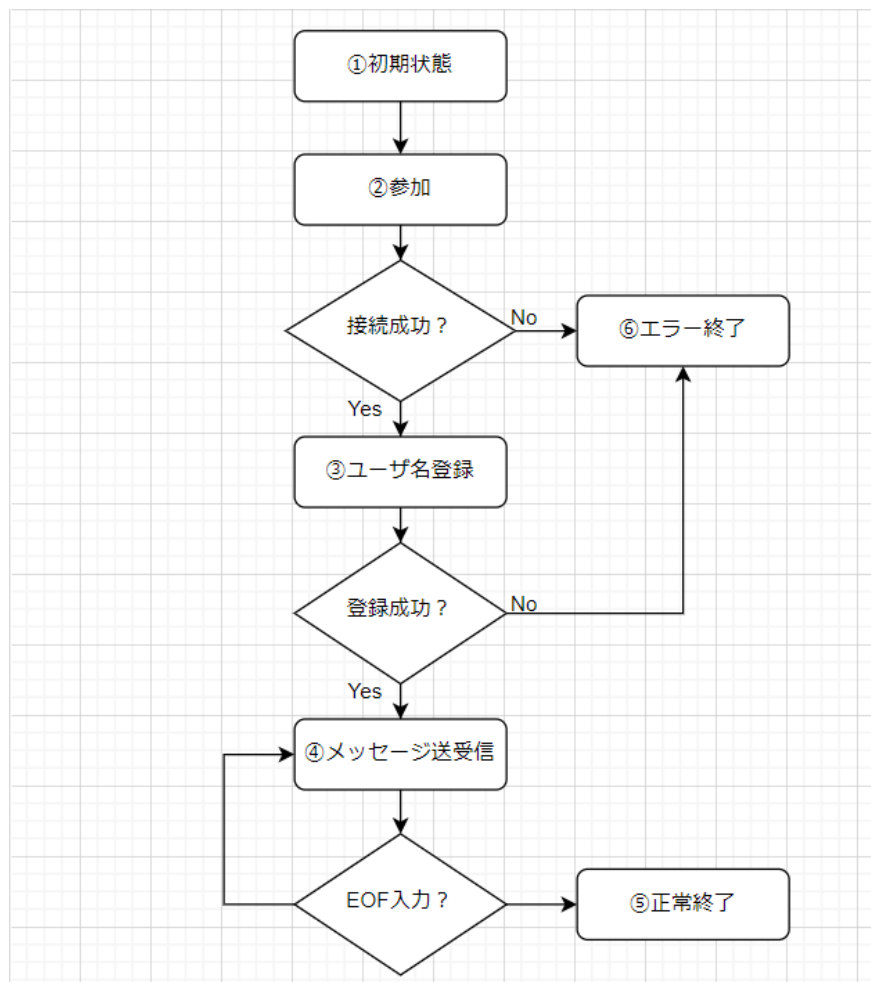 ①初期状態
②参加
接続成功？
No
⑥エラー終了
Yes
③ユーザ名登録
登録成功？
No
Yes
④メッセージ送受信
EOF入力？
⑤正常終了